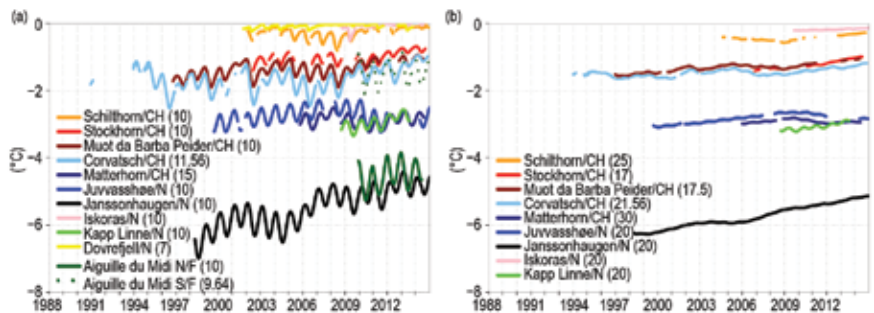 (a)
0
−2
−4
−6
−8
(°C)
Schilthorn/CH (10)
Stockhorn/CH (10)
Muot da Barba Peider/CH (10)
Corvatsch/CH (11,56)
Matterhorn/CH (15)
Juvvasshøe/N (10)
Janssonhaugen/N (10)
Iskoras/N (10)
Kapp Linne/N (10)
Dovrefjell/N (7)
Aiguille du Midi N/F (10)
Aiguille du Midi S/F (9.64)
1988 1991 1994 1997 2000 2003 2006 2009 2012
(b)
0
−2
−4
−6
−8
(°C)
Schilthorn/CH (25)
Stockhorn/CH (17)
Muot da Barba Peider/CH (17.5)
Corvatsch/CH (21.56)
Matterhorn/CH (30)
Juvvasshøe/N (20)
Janssonhaugen/N (20)
Iskoras/N (20)
Kapp Linne/N (20)
1988 1991 1994 1997 2000 2003 2006 2009 2012